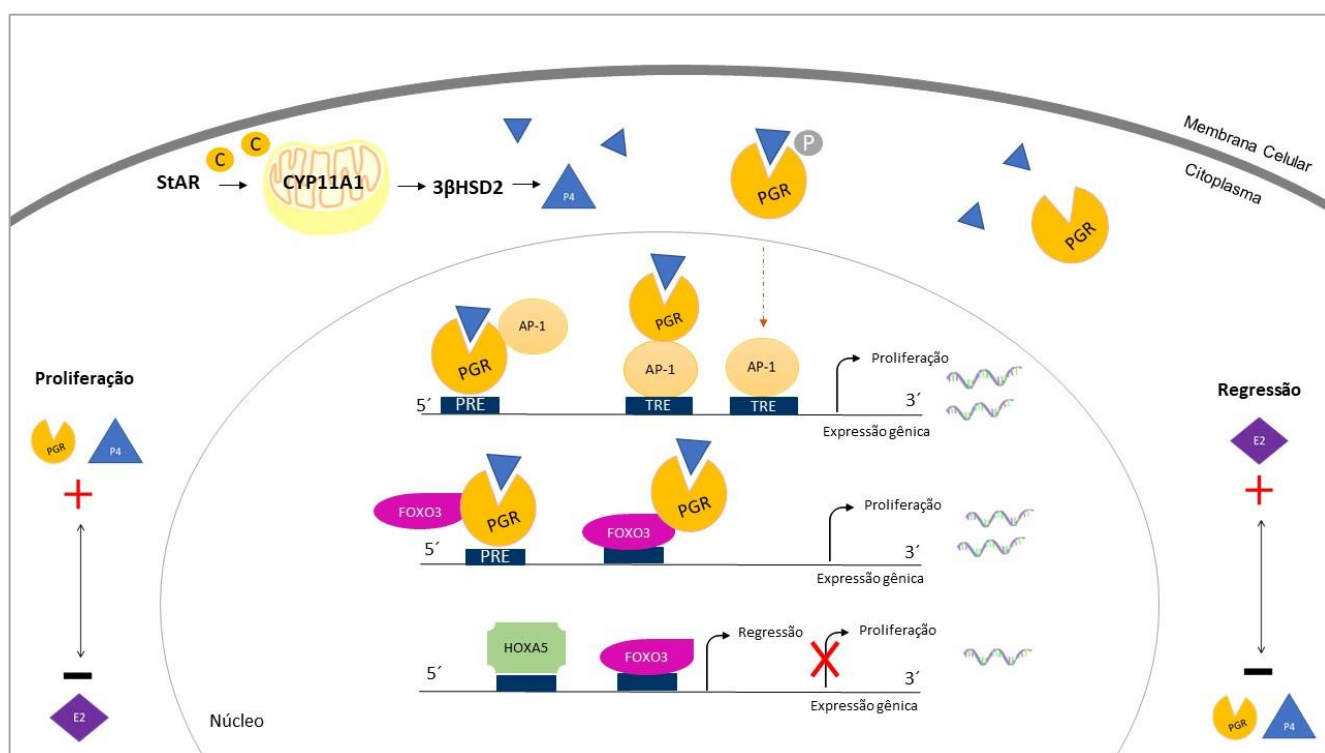 Membrana Celular
Citoplasma
C
C
StAR
CYP11A1
3βHSD2
P4
P
PGR
PGR
PGR
AP-1
PGR
AP-1
AP-1
Proliferação
5´
PRE
TRE
TRE
3´
Expressão gênica
FOXO3
PGR
FOXO3
PGR
Proliferação
5´
PRE
3´
Expressão gênica
HOXA5
FOXO3
Regressão
Proliferação
5´
3´
Expressão gênica
Núcleo
Proliferação
PGR
P4
+
-
E2
Regressão
E2
+
-
PGR
P4